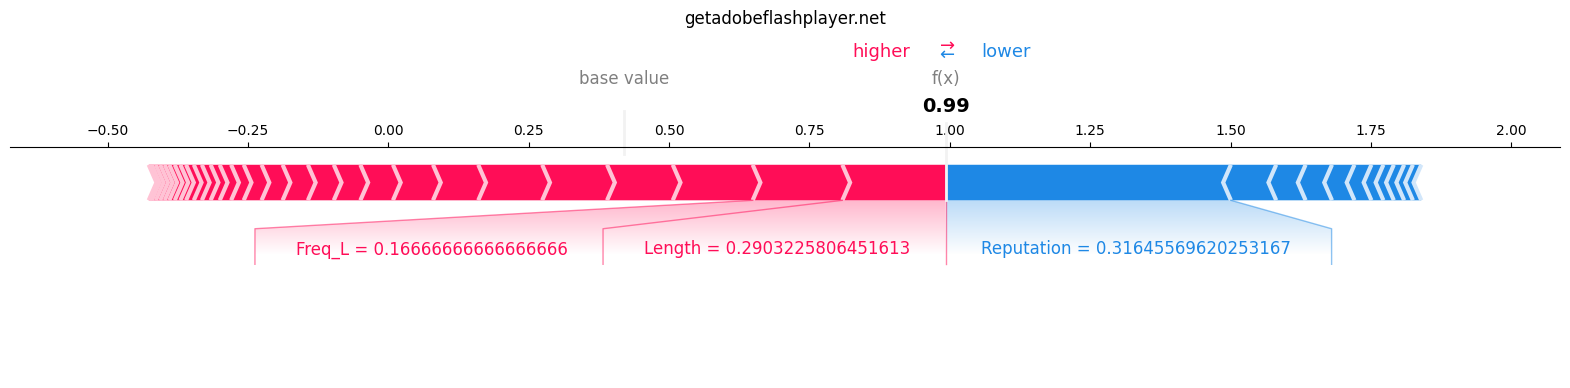 getadobeflashplayer.net
higher ⇄ lower
base value f(x)
0.99
−0.50 −0.25 0.00 0.25 0.50 0.75 1.00 1.25 1.50 1.75 2.00
Freq_L = 0.16666666666666666 Length = 0.2903225806451613 Reputation = 0.31645569620253167